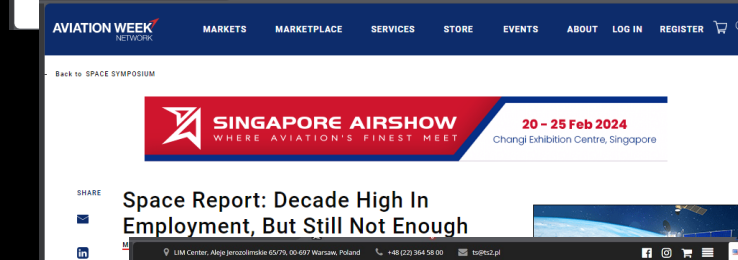 AVIATION WEEK
NETWORK
MARKETS MARKETPLACE SERVICES STORE EVENTS ABOUT LOG IN REGISTER
Back to SPACE SYMPOSIUM
SINGAPORE AIRSHOW
WHERE AVIATION'S FINEST MEET
20 - 25 Feb 2024
Changi Exhibition Centre, Singapore
SHARE
Space Report: Decade High In
Employment, But Still Not Enough
LIM Center, Aleje Jerozolimskie 65/79, 00-697 Warsaw, Poland +48 (22) 364 58 00 ts@ts2.pl